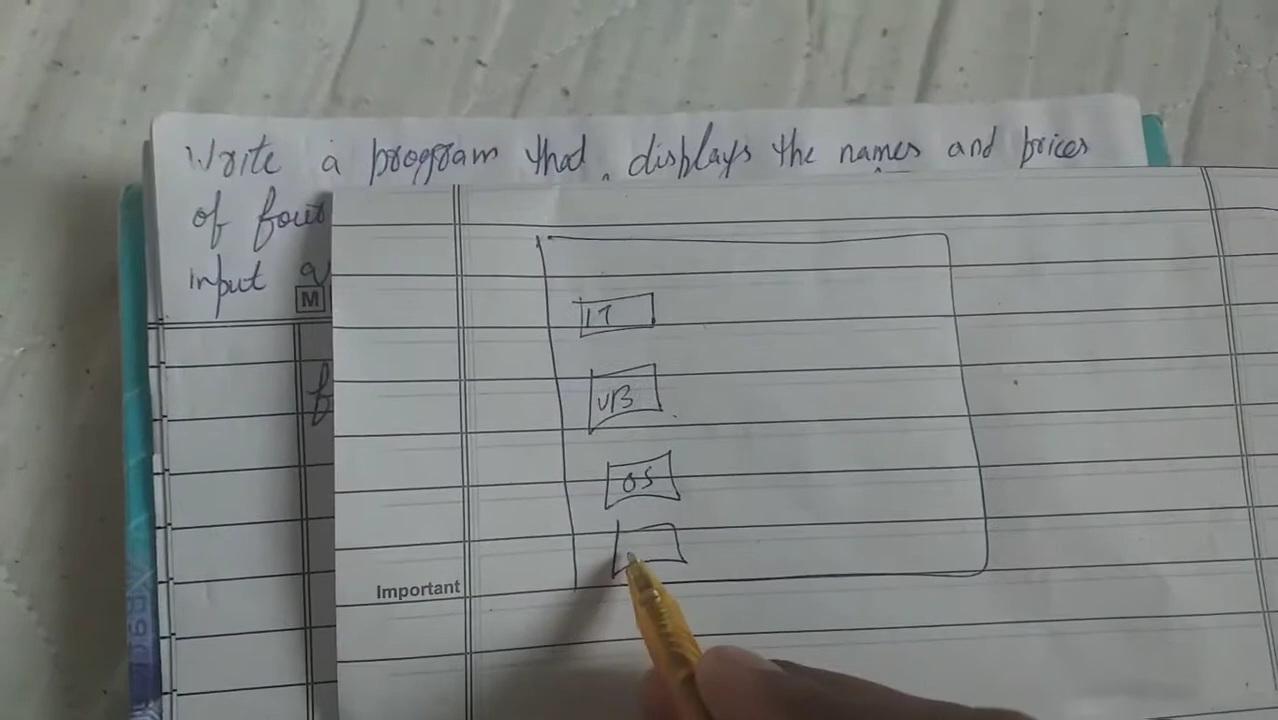 Write a program that displays the names and prices
of four
input
M
IT
VB
OS
Important